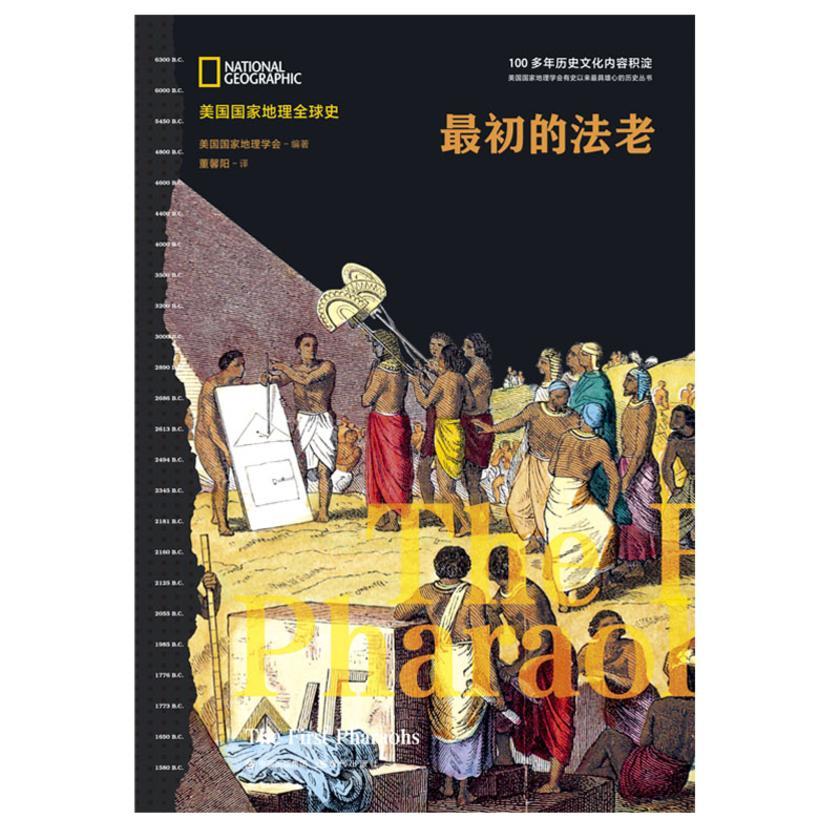 NATIONAL
GEOGRAPHIC
100 多年历史文化内容积淀
美国国家地理学会有史以来最具雄心的历史丛书
美国国家地理全球史
最初的法老
美国国家地理学会 – 编著
董馨阳 – 译
6300 B.C.
6000 B.C.
5450 B.C.
4800 B.C.
4600 B.C.
4400 B.C.
4000 B.C.
3500 B.C.
3200 B.C.
3000 B.C.
2890 B.C.
2686 B.C.
2613 B.C.
2494 B.C.
2345 B.C.
2181 B.C.
2160 B.C.
2125 B.C.
2055 B.C.
1985 B.C.
1776 B.C.
1773 B.C.
1650 B.C.
1580 B.C.
The F
Pharaoh
The First Pharaohs